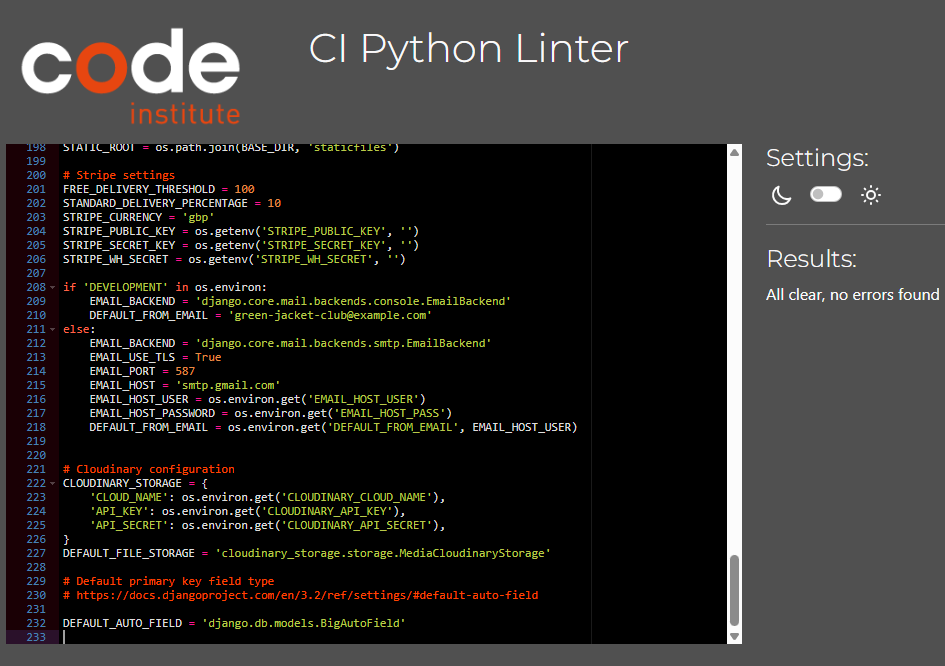 code
institute
CI Python Linter
198 STATIC_ROOT = os.path.join(BASE_DIR, 'staticfiles')
199
200 # Stripe settings
201 FREE_DELIVERY_THRESHOLD = 100
202 STANDARD_DELIVERY_PERCENTAGE = 10
203 STRIPE_CURRENCY = 'gbp'
204 STRIPE_PUBLIC_KEY = os.getenv('STRIPE_PUBLIC_KEY', '')
205 STRIPE_SECRET_KEY = os.getenv('STRIPE_SECRET_KEY', '')
206 STRIPE_WH_SECRET = os.getenv('STRIPE_WH_SECRET', '')
207
208 if 'DEVELOPMENT' in os.environ:
209     EMAIL_BACKEND = 'django.core.mail.backends.console.EmailBackend'
210     DEFAULT_FROM_EMAIL = 'green-jacket-club@example.com'
211 else:
212     EMAIL_BACKEND = 'django.core.mail.backends.smtp.EmailBackend'
213     EMAIL_USE_TLS = True
214     EMAIL_PORT = 587
215     EMAIL_HOST = 'smtp.gmail.com'
216     EMAIL_HOST_USER = os.environ.get('EMAIL_HOST_USER')
217     EMAIL_HOST_PASSWORD = os.environ.get('EMAIL_HOST_PASS')
218     DEFAULT_FROM_EMAIL = os.environ.get('DEFAULT_FROM_EMAIL', EMAIL_HOST_USER)
219
220
221 # Cloudinary configuration
222 CLOUDINARY_STORAGE = {
223     'CLOUD_NAME': os.environ.get('CLOUDINARY_CLOUD_NAME'),
224     'API_KEY': os.environ.get('CLOUDINARY_API_KEY'),
225     'API_SECRET': os.environ.get('CLOUDINARY_API_SECRET'),
226 }
227 DEFAULT_FILE_STORAGE = 'cloudinary_storage.storage.MediaCloudinaryStorage'
228
229 # Default primary key field type
230 # https://docs.djangoproject.com/en/3.2/ref/settings/#default-auto-field
231
232 DEFAULT_AUTO_FIELD = 'django.db.models.BigAutoField'
233
Settings:
Results:
All clear, no errors found